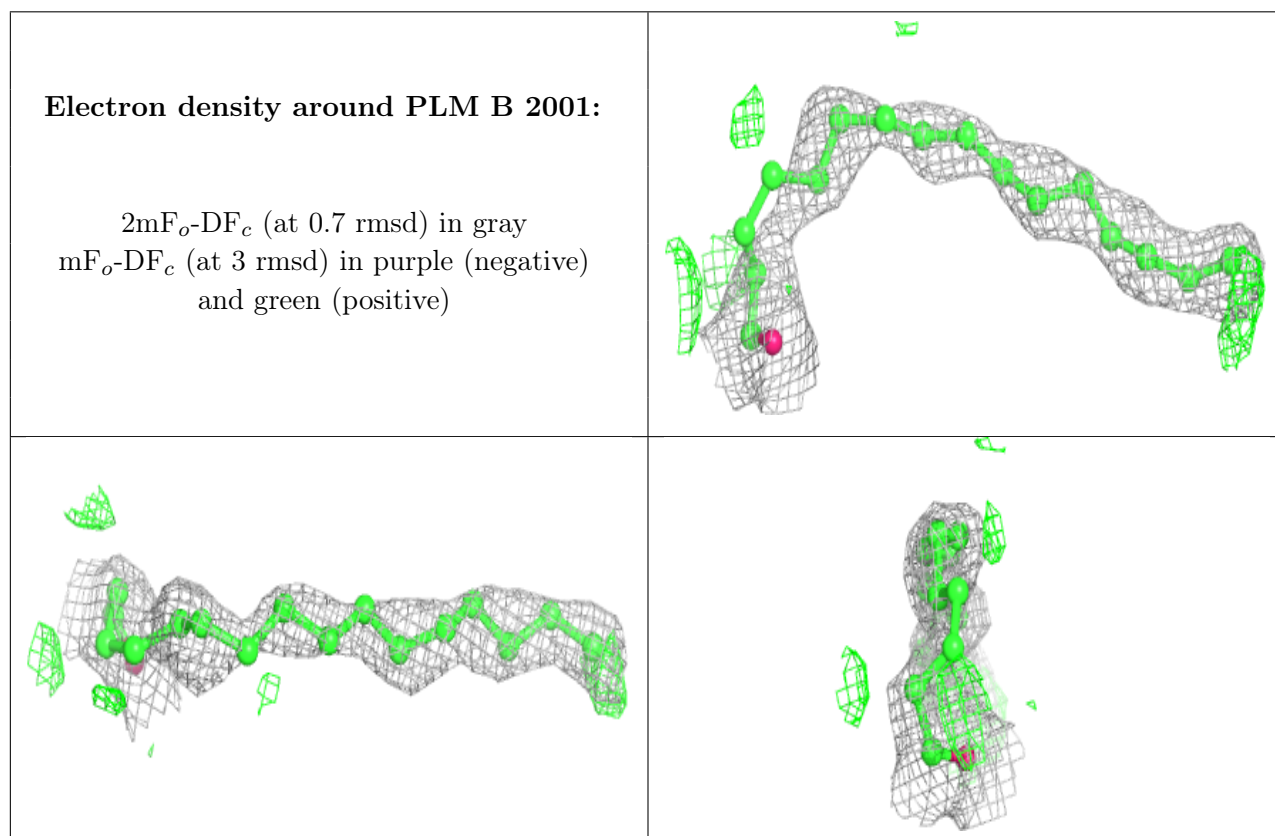 Electron density around PLM B 2001:
2mFo-DFc (at 0.7 rmsd) in gray
mFo-DFc (at 3 rmsd) in purple (negative)
and green (positive)